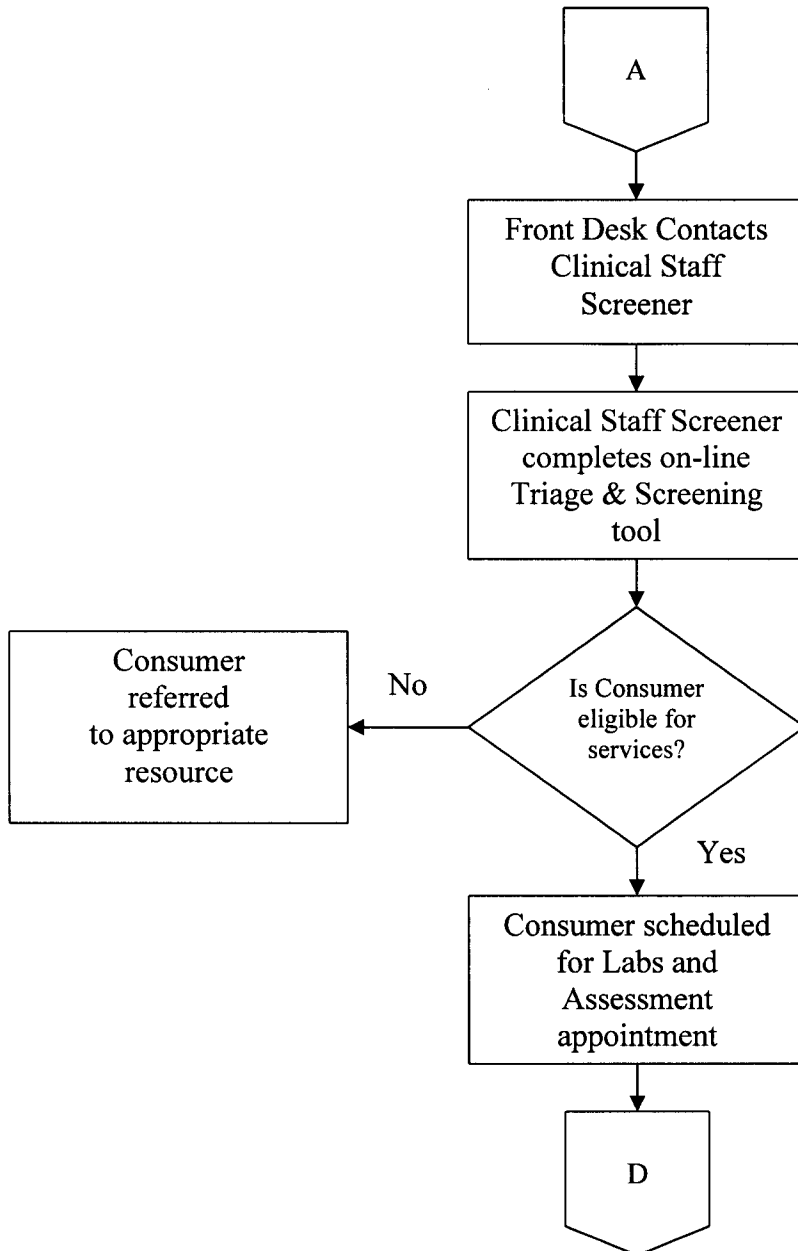 A
Front Desk Contacts
Clinical Staff
Screener
Clinical Staff Screener
completes on-line
Triage & Screening
tool
Is Consumer
eligible for
services?
No
Consumer
referred
to appropriate
resource
Yes
Consumer scheduled
for Labs and
Assessment
appointment
D